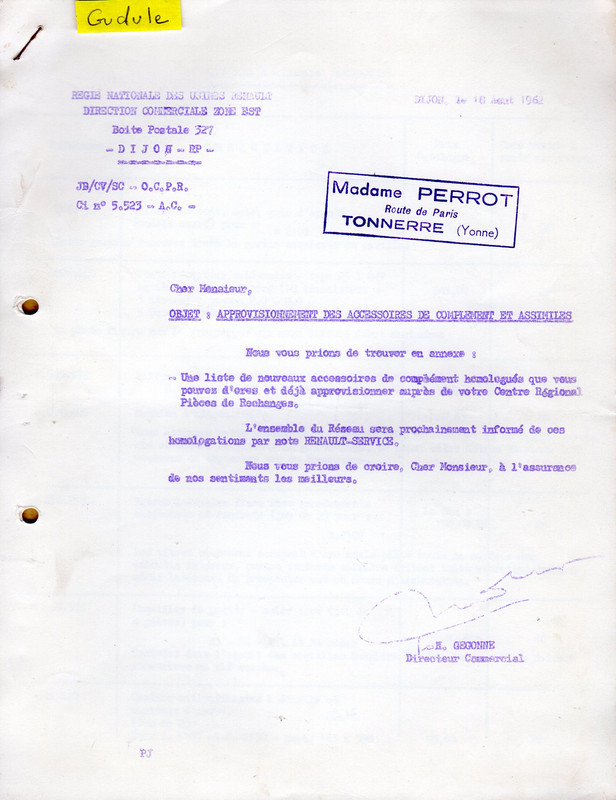 Gudule
REGIE NATIONALE DES USINES RENAULT
DIRECTION COMMERCIALE ZONE EST
Boite Postale 327
- D I J O N - RP -
DIJON, le 18 Aout 1962
JB/CV/SC - O.C.P.R.
Ci n° 5.523 - A.C. -
Madame PERROT
Route de Paris
TONNERRE (Yonne)
Cher Monsieur,
OBJET : APPROVISIONNEMENT DES ACCESSOIRES DE COMPLEMENT ET ASSIMILES
Nous vous prions de trouver en annexe :
- Une liste de nouveaux accessoires de complément homologués que vous
pouvez d'ores et déjà approvisionner auprès de votre Centre Régional
Pièces de Rechanges.
L'ensemble du Réseau sera prochainement informé de ces
homologations par note RENAULT-SERVICE.
Nous vous prions de croire, Cher Monsieur, à l'assurance
de nos sentiments les meilleurs.
M. GEGONNE
Directeur Commercial